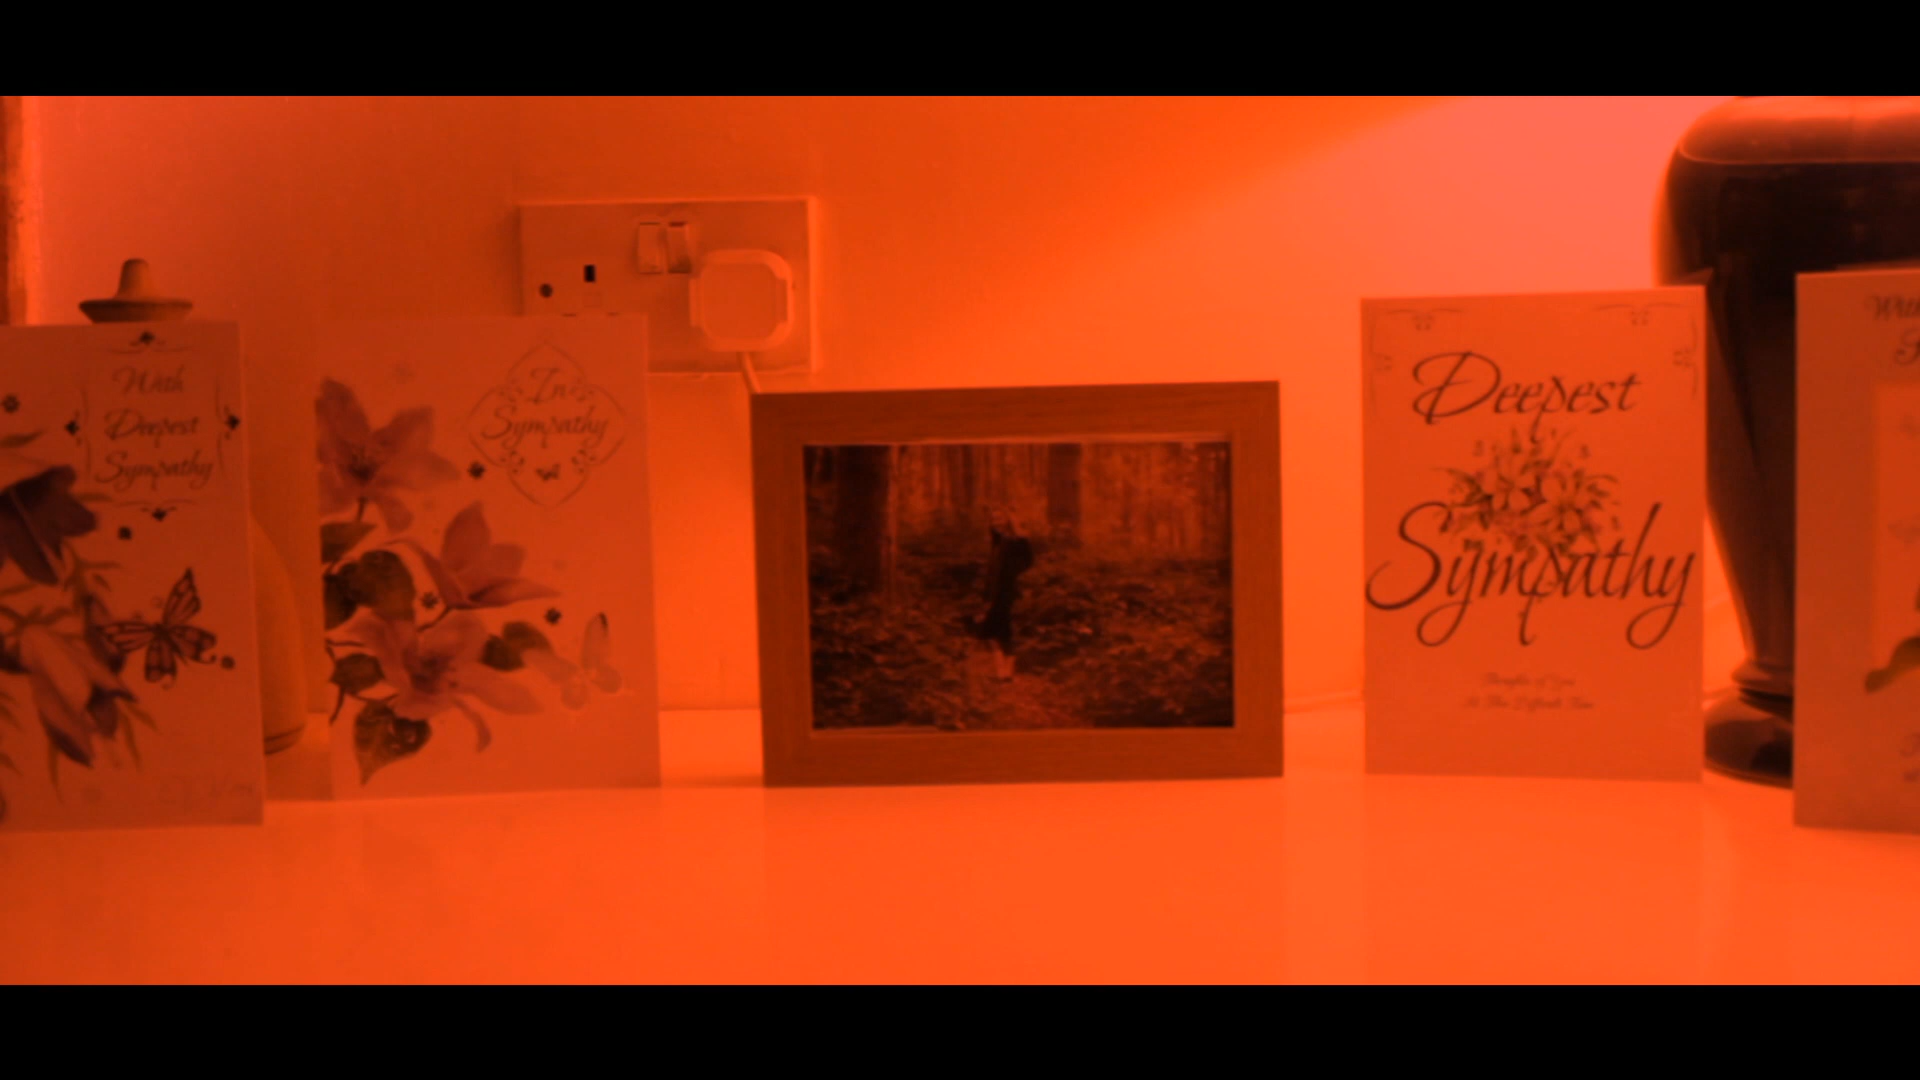 With
Deepest
Sympathy
In
Sympathy
Deepest
Sympathy